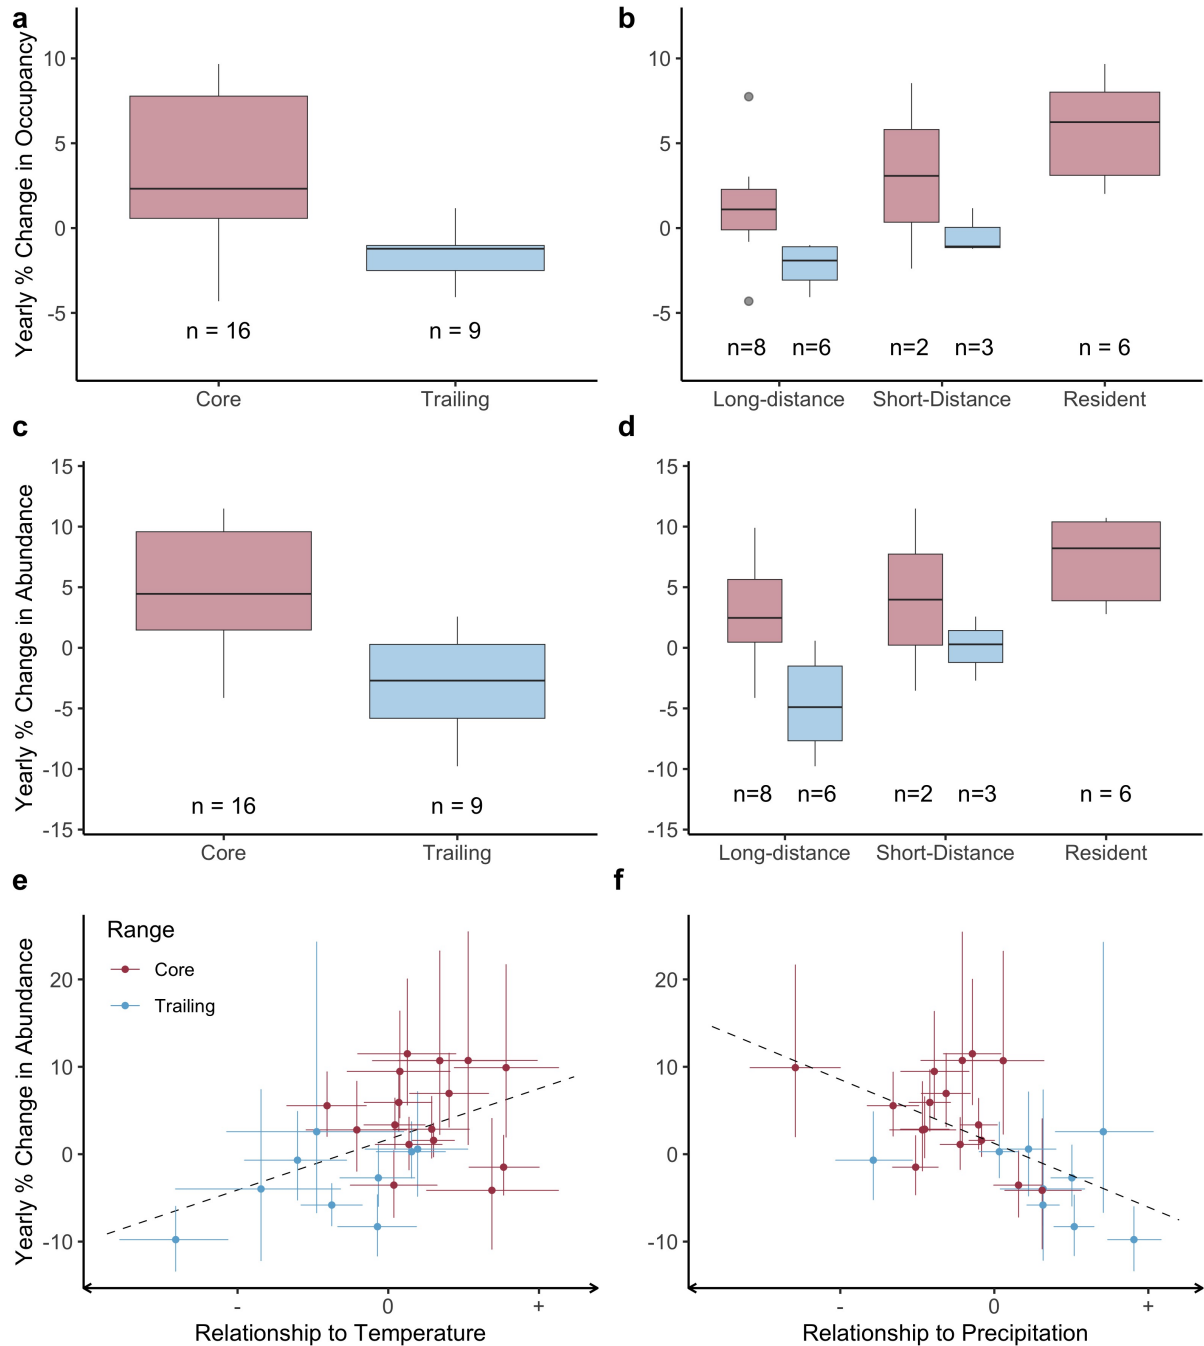 a
Yearly % Change in Occupancy
10
5
0
-5
n = 16
n = 9
Core
Trailing
b
10
5
0
-5
n=8
n=6
n=2
n=3
n = 6
Long-distance
Short-Distance
Resident
c
Yearly % Change in Abundance
15
10
5
0
-5
-10
-15
n = 16
n = 9
Core
Trailing
d
15
10
5
0
-5
-10
-15
n=8
n=6
n=2
n=3
n = 6
Long-distance
Short-Distance
Resident
e
Yearly % Change in Abundance
20
10
0
-10
Range
Core
Trailing
-
0
+
Relationship to Temperature
f
20
10
0
-10
-
0
+
Relationship to Precipitation